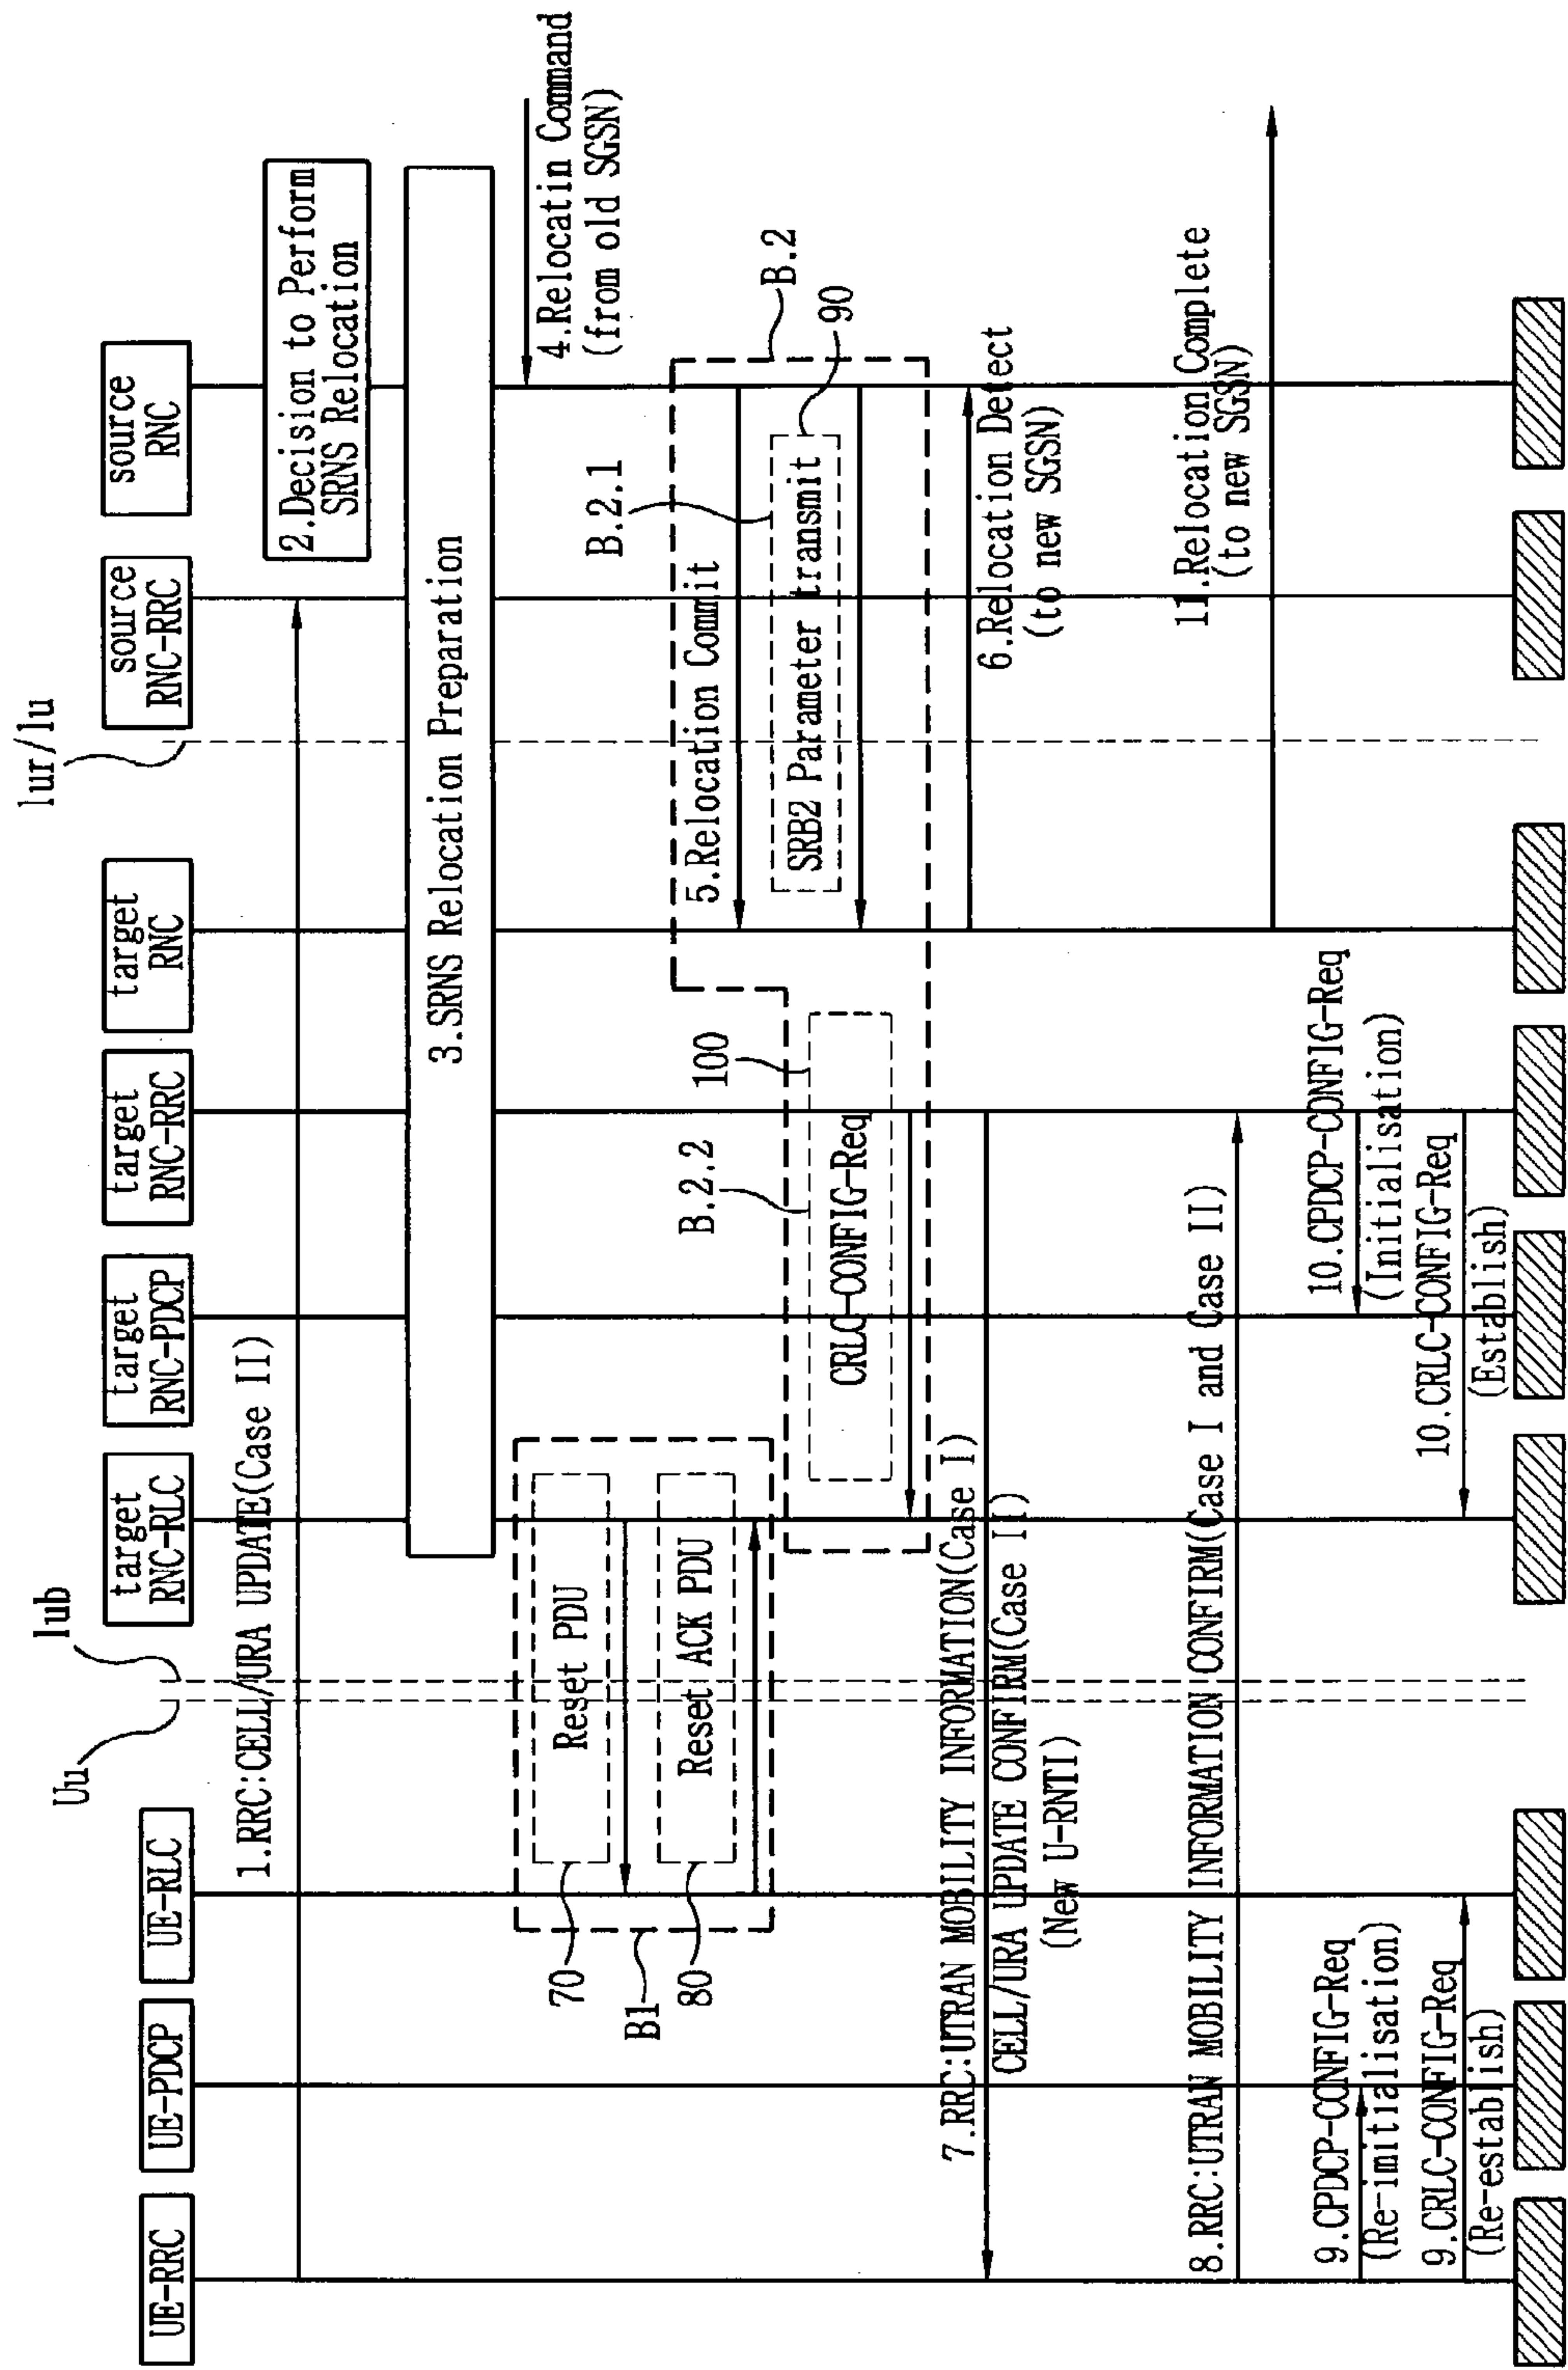 Uu
Iub
Iur/Iu
UE-RRC
UE-PDCP
UE-RLC
target
RNC-RLC
target
RNC-PDCP
target
RNC-RRC
target
RNC
source
RNC-RRC
source
RNC
1.RRC:CELL/URA UPDATE(Case II)
2.Decision to Perform
SRNS Relocation
3.SRNS Relocation Preparation
4.Relocatin Command
(from old SGSN)
Reset PDU
70
Reset ACK PDU
80
B1
B.2
5.Relocation Commit
B.2.1
90
SRB2 Parameter transmit
B.2.2
100
CRLC-CONFIG-Req
6.Relocation Detect
(to new SGSN)
7.RRC:UTRAN MOBILITY INFORMATION(Case I)
CELL/URA UPDATE CONFIRM(Case II)
(New U-RNTI)
8.RRC:UTRAN MOBILITY INFORMATION CONFIRM(Case I and Case II)
11.Relocation Complete
(to new SGSN)
9.CPDCP-CONFIG-Req
(Re-imitialisation)
9.CRLC-CONFIG-Req
(Re-establish)
10.CPDCP-CONFIG-Req
(Initialisation)
10.CRLC-CONFIG-Req
(Establish)